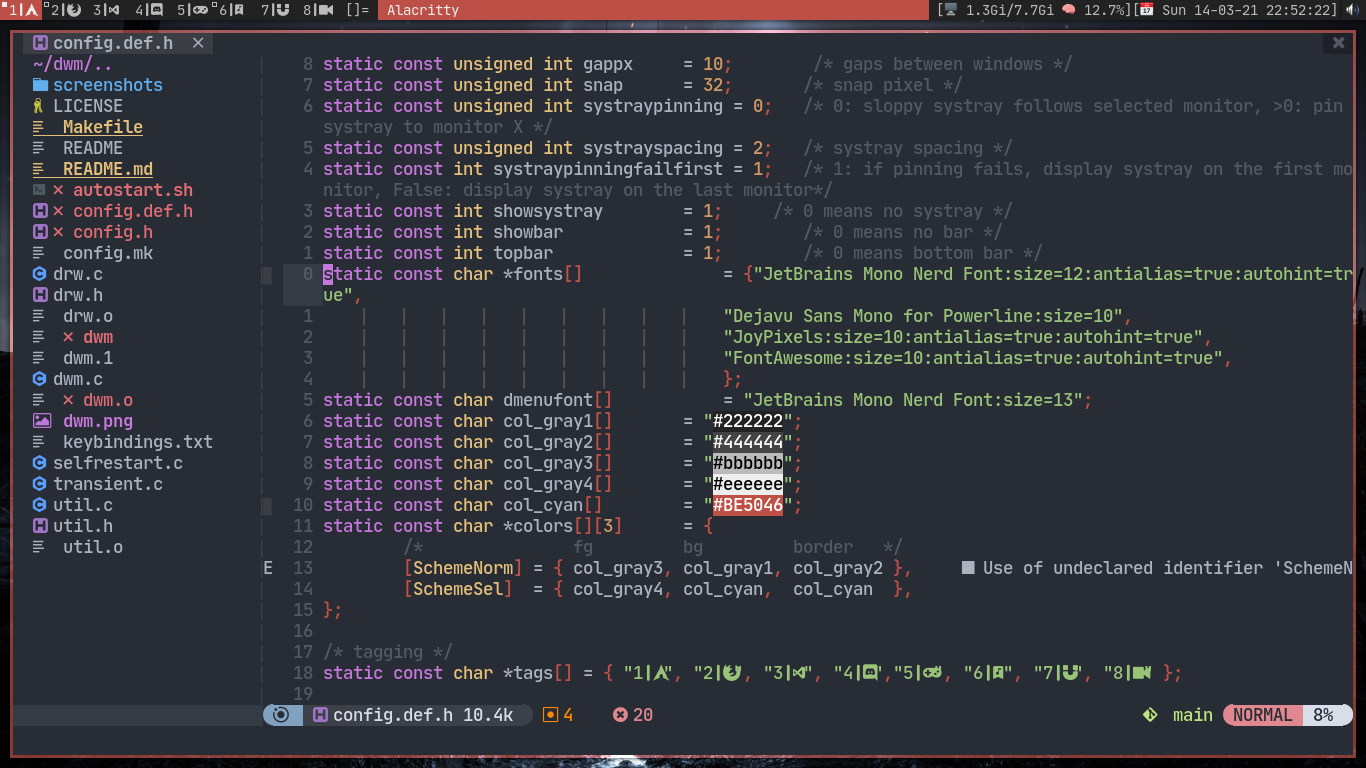 1| 2| 3| 4| 5| 6| 7| 8| []= Alacritty [ 1.3Gi/7.7Gi 12.7%][ Sun 14-03-21 22:52:22]
config.def.h ×
~/dwm/..
screenshots
LICENSE
Makefile
README
README.md
× autostart.sh
× config.def.h
× config.h
config.mk
drw.c
drw.h
drw.o
× dwm
dwm.1
dwm.c
× dwm.o
dwm.png
keybindings.txt
selfrestart.c
transient.c
util.c
util.h
util.o
8 static const unsigned int gappx     = 10;        /* gaps between windows */
7 static const unsigned int snap      = 32;       /* snap pixel */
6 static const unsigned int systraypinning = 0;   /* 0: sloppy systray follows selected monitor, >0: pin
systray to monitor X */
5 static const unsigned int systrayspacing = 2;   /* systray spacing */
4 static const int systraypinningfailfirst = 1;   /* 1: if pinning fails, display systray on the first mo
nitor, False: display systray on the last monitor*/
3 static const int showsystray        = 1;     /* 0 means no systray */
2 static const int showbar            = 1;        /* 0 means no bar */
1 static const int topbar             = 1;        /* 0 means bottom bar */
0 static const char *fonts[]              = {"JetBrains Mono Nerd Font:size=12:antialias=true:autohint=tr
ue",
1 "Dejavu Sans Mono for Powerline:size=10",
2 "JoyPixels:size=10:antialias=true:autohint=true",
3 "FontAwesome:size=10:antialias=true:autohint=true",
4 };
5 static const char dmenufont[]           = "JetBrains Mono Nerd Font:size=13";
6 static const char col_gray1[]       = "#222222";
7 static const char col_gray2[]       = "#444444";
8 static const char col_gray3[]       = "#bbbbbb";
9 static const char col_gray4[]       = "#eeeeee";
10 static const char col_cyan[]        = "#BE5046";
11 static const char *colors[][3]      = {
12         /*               fg         bg         border   */
E 13         [SchemeNorm] = { col_gray3, col_gray1, col_gray2 },     ■ Use of undeclared identifier 'SchemeN
14         [SchemeSel]  = { col_gray4, col_cyan,  col_cyan  },
15 };
16
17 /* tagging */
18 static const char *tags[] = { "1|", "2|", "3|", "4|","5|, "6|", "7|", "8| };
19
config.def.h 10.4k 4 20 main NORMAL 8%